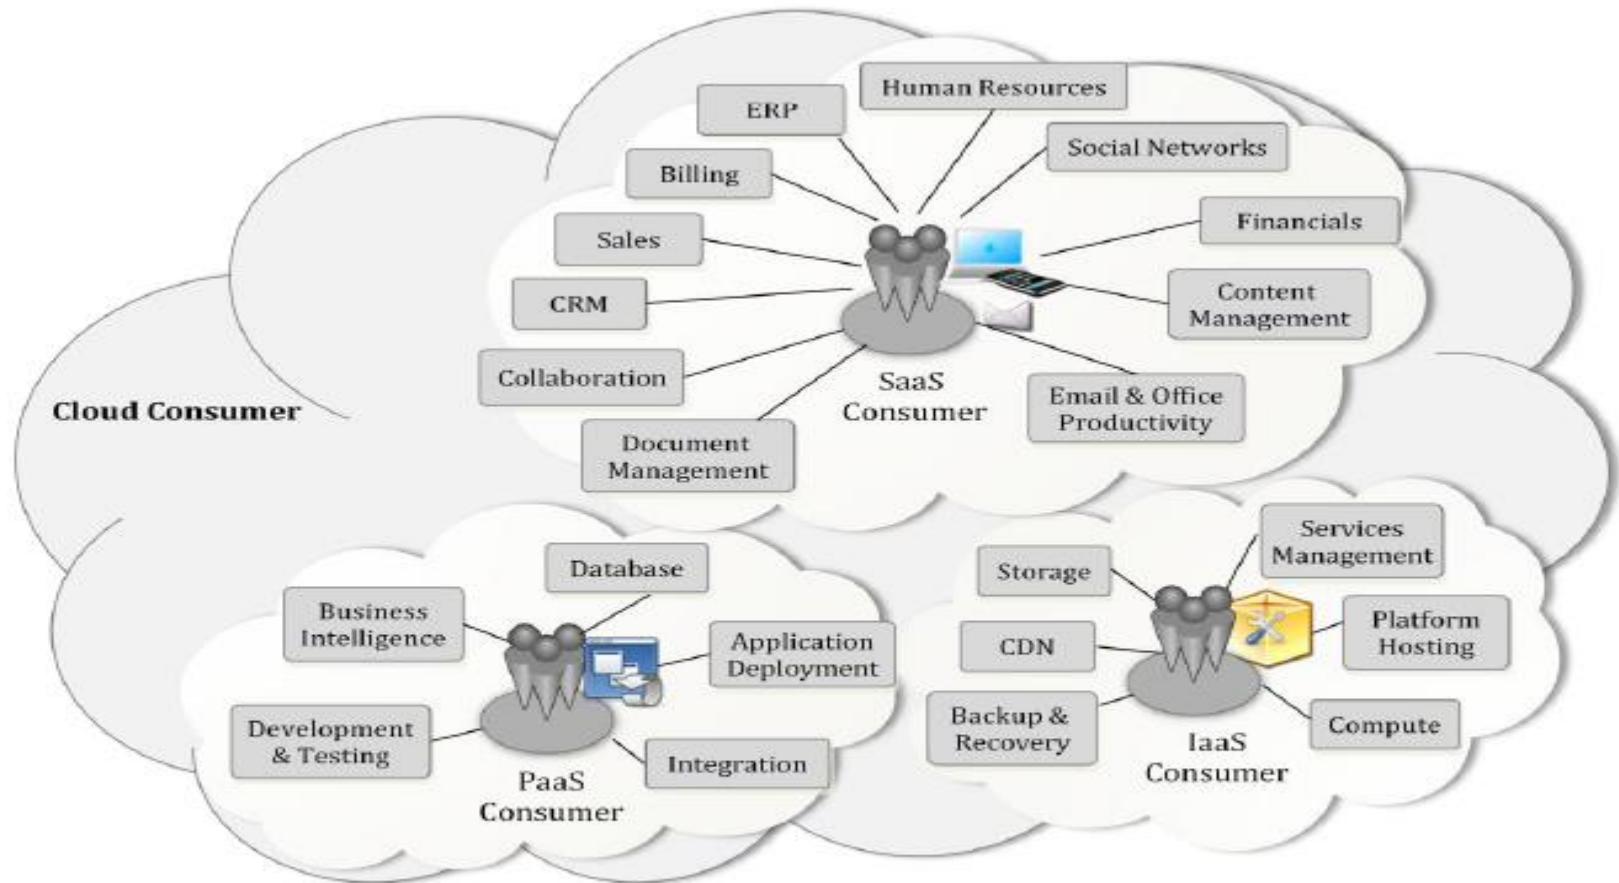 Human Resources
ERP
Social Networks
Billing
Financials
Sales
Content
Management
CRM
Collaboration
SaaS
Consumer
Email & Office
Productivity
Cloud Consumer
Document
Management
Database
Business
Intelligence
Application
Deployment
Development
& Testing
Integration
PaaS
Consumer
Services
Management
Storage
Platform
Hosting
CDN
Backup &
Recovery
Compute
IaaS
Consumer